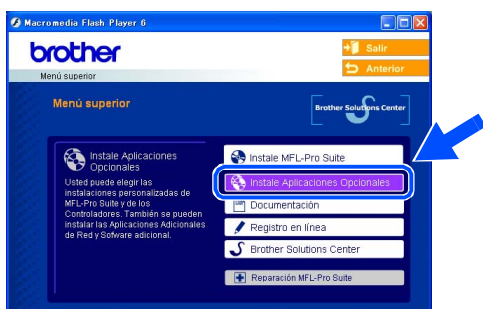 Macromedia Flash Player 6
brother
Salir
Anterior
Menú superior
Menú superior
Brother Solutions Center
Instale Aplicaciones
Opcionales
Usted puede elegir las
instalaciones personalizadas de
MFL-Pro Suite y de los
Controladores. También se pueden
instalar las Aplicaciones Adicionales
de Red y Sofware adicional.
Instale MFL-Pro Suite
Instale Aplicaciones Opcionales
Documentación
Registro en línea
Brother Solutions Center
Reparación MFL-Pro Suite